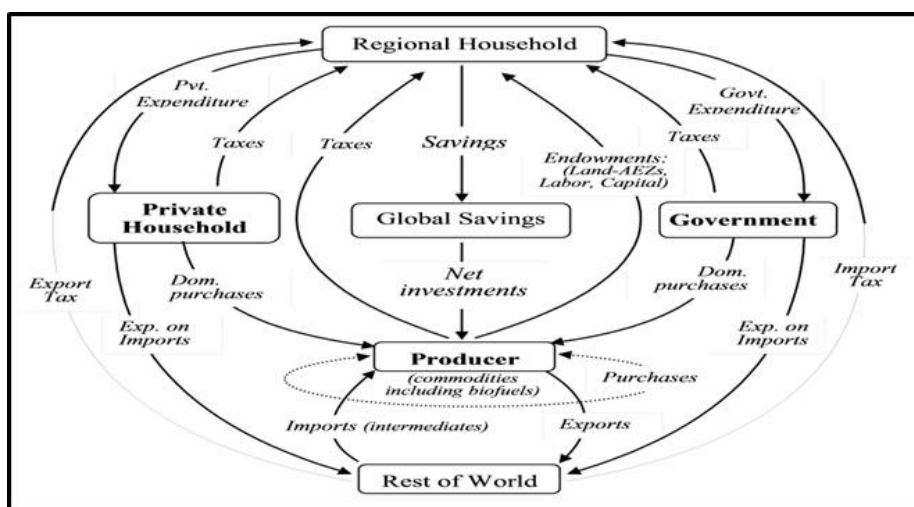 Regional Household
Pvt.
Expenditure
Govt.
Expenditure
Taxes
Taxes
Savings
Endowments:
(Land-AEZs,
Labor, Capital)
Taxes
Private
Household
Global Savings
Government
Export
Tax
Dom.
purchases
Net
investments
Dom.
purchases
Import
Tax
Exp. on
Imports
Exp. on
Imports
Producer
(commodities
including biofuels)
Purchases
Imports (intermediates)
Exports
Rest of World